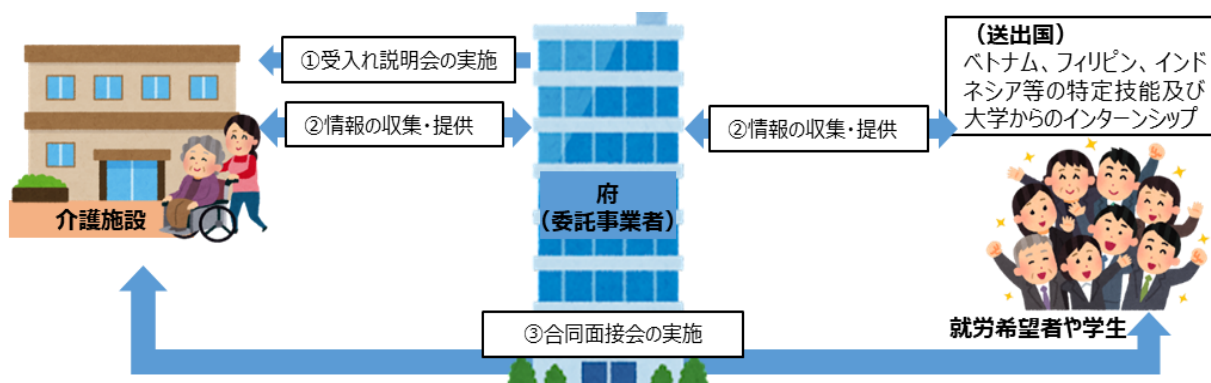 ①受入れ説明会の実施
②情報の収集・提供
介護施設
府
(委託事業者)
②情報の収集・提供
(送出国)
ベトナム、フィリピン、インド
ネシア等の特定技能及び
大学からのインターンシップ
就労希望者や学生
③合同面接会の実施